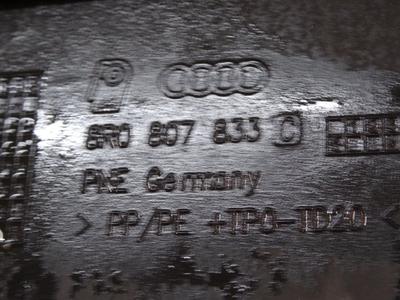 8R0 807 833 C
PNE Germany
> PP/PE +TPO-TD20 <